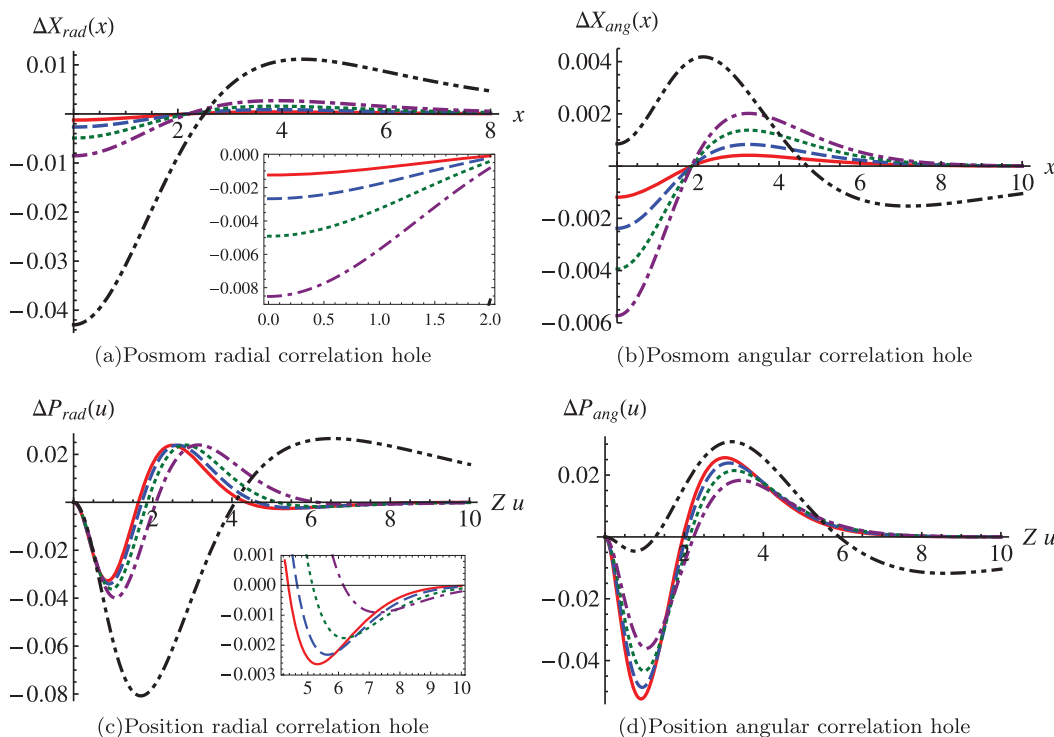 ΔX_rad(x)
0.01
2 4 6 8 x
−0.01
−0.02
−0.03
−0.04
0.000
−0.002
−0.004
−0.006
−0.008
0.0 0.5 1.0 1.5 2.0
(a)Posmom radial correlation hole
ΔX_ang(x)
0.004
0.002
2 4 6 8 10 x
−0.002
−0.004
−0.006
(b)Posmom angular correlation hole
ΔP_rad(u)
0.02
2 4 6 8 10 Z u
−0.02
−0.04
−0.06
−0.08
0.001
0.000
−0.001
−0.002
−0.003
5 6 7 8 9 10
(c)Position radial correlation hole
ΔP_ang(u)
0.02
2 4 6 8 10 Z u
−0.02
−0.04
(d)Position angular correlation hole